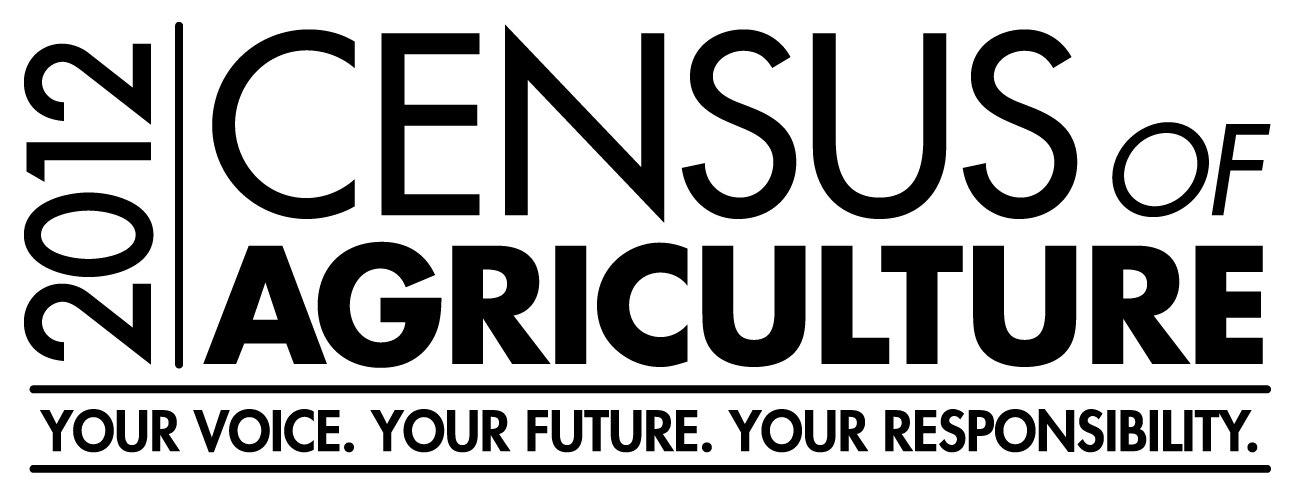 2012
CENSUS OF
AGRICULTURE
YOUR VOICE. YOUR FUTURE. YOUR RESPONSIBILITY.